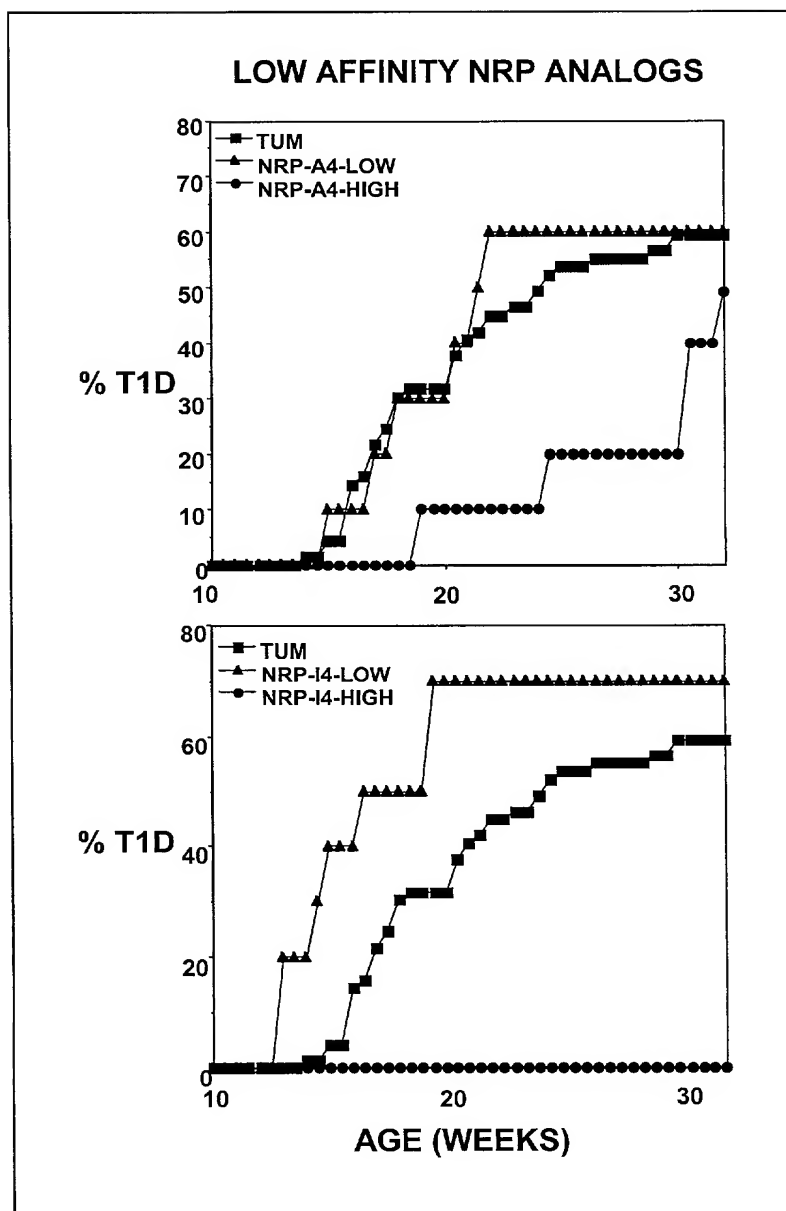 LOW AFFINITY NRP ANALOGS
80
TUM
NRP-A4-LOW
NRP-A4-HIGH
70
60
50
% T1D
40
30
20
10
0
10
20
30
80
TUM
NRP-I4-LOW
NRP-I4-HIGH
60
% T1D
40
20
0
10
20
30
AGE (WEEKS)